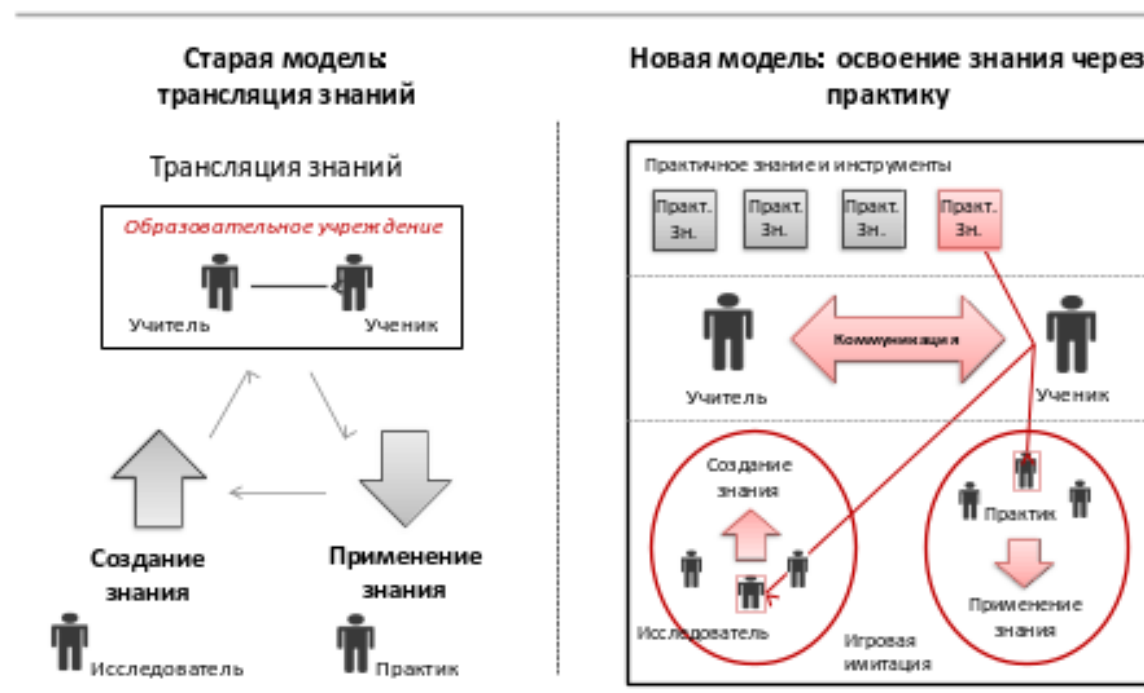 Старая модель:
трансляция знаний
Трансляция знаний
Образовательное учреждение
Учитель
Ученик
Создание
знания
Применение
знания
Исследователь
Практик
Новая модель: освоение знания через
практику
Практичное знание и инструменты
Практ.
Зн.
Практ.
Зн.
Практ.
Зн.
Практ.
Зн.
Коммуникация
Учитель
Ученик
Создание
знания
Исследователь
Практик
Применение
знания
Игровая
имитация